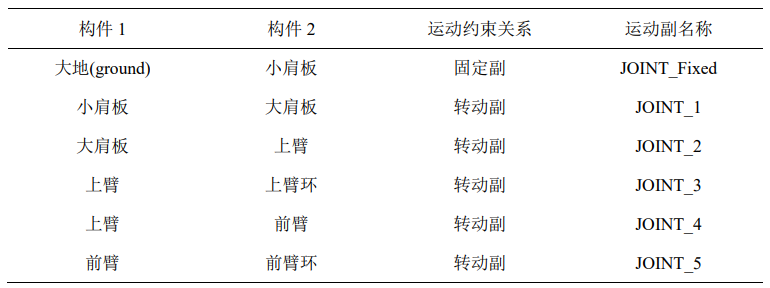 构件 1 构件 2 运动约束关系 运动副名称
大地(ground) 小肩板 固定副 JOINT_Fixed
小肩板 大肩板 转动副 JOINT_1
大肩板 上臂 转动副 JOINT_2
上臂 上臂环 转动副 JOINT_3
上臂 前臂 转动副 JOINT_4
前臂 前臂环 转动副 JOINT_5